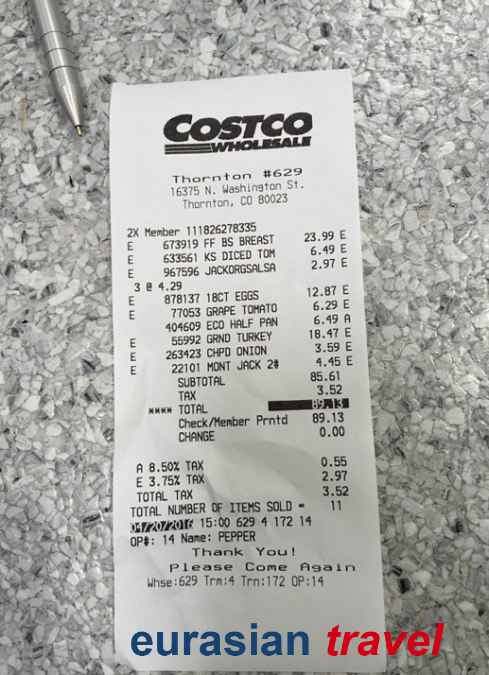 COSTCO
WHOLESALE
Thornton #629
16375 N. Washington St.
Thornton, CO 80023
2X Member 111826278335
E 673919 FF BS BREAST 23.99 E
E 633561 KS DICED TOM 6.49 E
E 967596 JACKORGSALSA 2.97 E
3 @ 4.29
E 878137 18CT EGGS 12.87 E
E 77053 GRAPE TOMATO 6.29 E
404609 ECO HALF PAN 6.49 A
E 55992 GRND TURKEY 18.47 E
E 263423 CHPD ONION 3.59 E
E 22101 MONT JACK 2# 4.45 E
SUBTOTAL 85.61
TAX 3.52
**** TOTAL 89.13
Check/Member Prntd 89.13
CHANGE 0.00
A 8.50% TAX 0.55
E 3.75% TAX 2.97
TOTAL TAX 3.52
TOTAL NUMBER OF ITEMS SOLD = 11
04/20/2016 15:00 629 4 172 14
OP#: 14 Name: PEPPER
Thank You!
Please Come Again
Whse:629 Trm:4 Trn:172 OP:14
eurasian travel